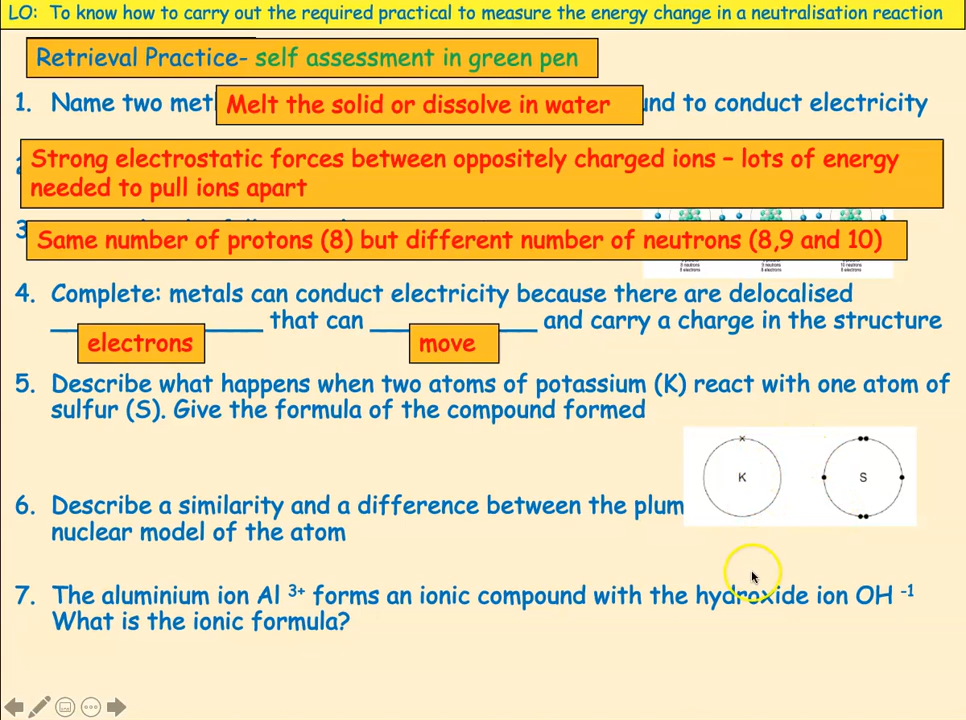 LO: To know how to carry out the required practical to measure the energy change in a neutralisation reaction
Retrieval Practice- self assessment in green pen
1. Name two met Melt the solid or dissolve in water und to conduct electricity
Strong electrostatic forces between oppositely charged ions – lots of energy
needed to pull ions apart
3
Same number of protons (8) but different number of neutrons (8,9 and 10)
4. Complete: metals can conduct electricity because there are delocalised
_______________ that can ____________ and carry a charge in the structure
electrons move
5. Describe what happens when two atoms of potassium (K) react with one atom of
sulfur (S). Give the formula of the compound formed
K S
6. Describe a similarity and a difference between the plum
nuclear model of the atom
7. The aluminium ion Al 3+ forms an ionic compound with the hydroxide ion OH -1
What is the ionic formula?